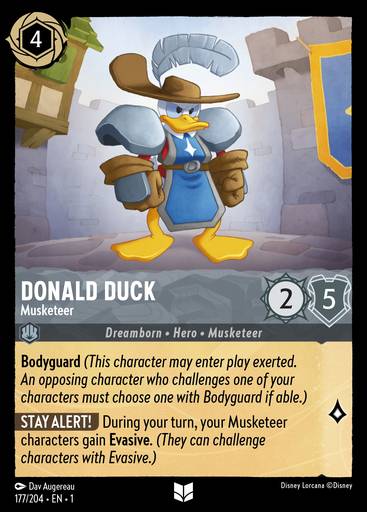 4
DONALD DUCK
Musketeer
2
5
Dreamborn • Hero • Musketeer
Bodyguard (This character may enter play exerted.
An opposing character who challenges one of your
characters must choose one with Bodyguard if able.)
STAY ALERT! During your turn, your Musketeer
characters gain Evasive. (They can challenge
characters with Evasive.)
Dav Augereau
177/204 • EN • 1
Disney Lorcana ©Disney